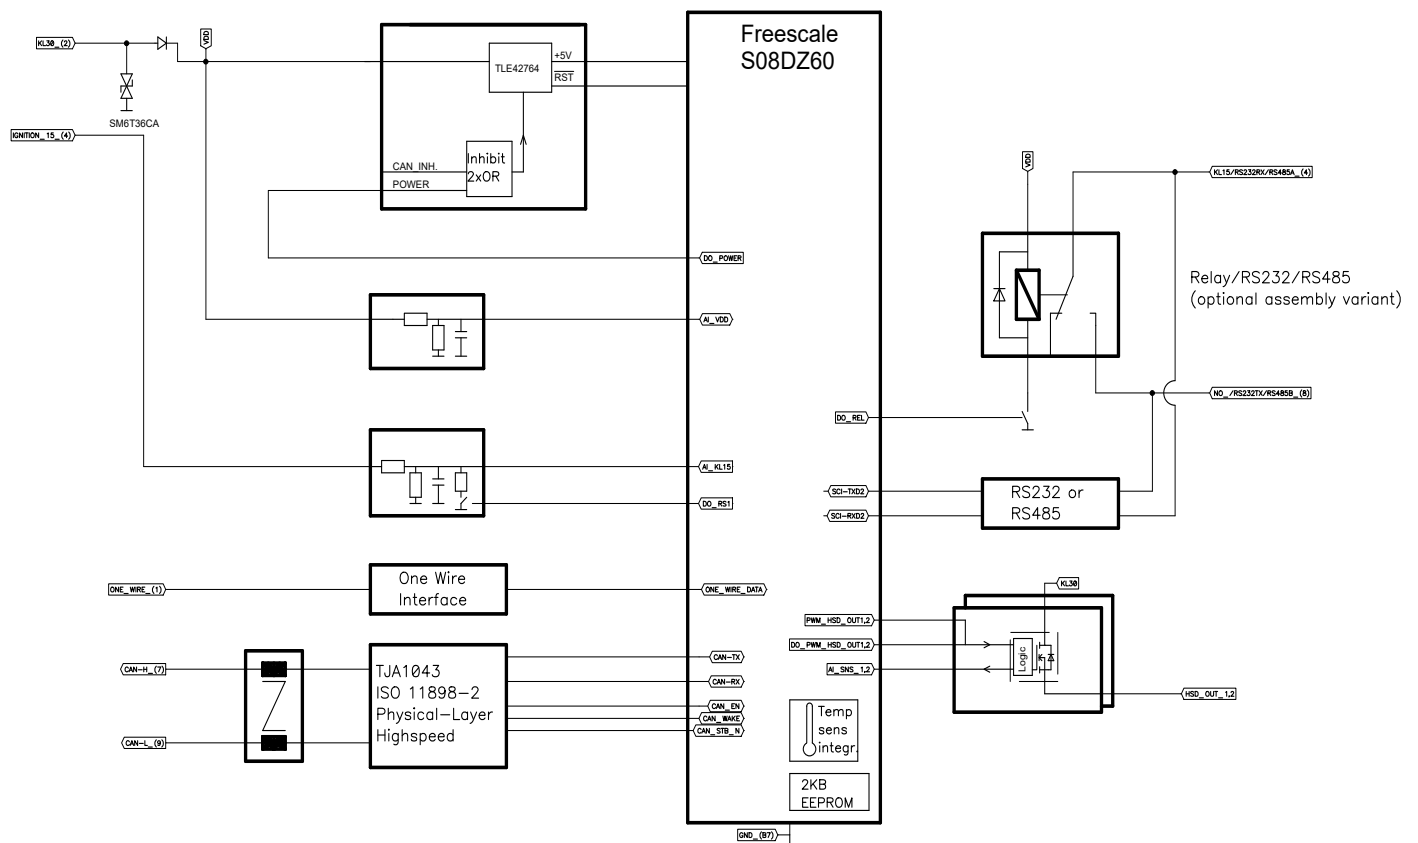 KL30_(2)
VDD
SM6T36CA
IGNITION_15_(4)
TLE42764
+5V
RST
Inhibit
2xOR
CAN_INH.
POWER
Freescale
S08DZ60
DO_POWER
AI_VDD
AI_KL15
DO_RS1
ONE_WIRE_(1)
One Wire
Interface
ONE_WIRE_DATA
CAN-H_(7)
CAN-L_(9)
TJA1043
ISO 11898-2
Physical-Layer
Highspeed
CAN-TX
CAN-RX
CAN_EN
CAN_WAKE
CAN_STB_N
VDD
KL15/RS232RX/RS485A_(4)
Relay/RS232/RS485
(optional assembly variant)
NO_/RS232TX/RS485B_(8)
DO_REL
SCI-TXD2
SCI-RXD2
RS232 or
RS485
PWM_HSD_OUT1,2
DO_PWM_HSD_OUT1,2
AI_SNS_1,2
KL30
Logic
HSD_OUT_1,2
Temp
sens
integr.
2KB
EEPROM
GND_(B7)